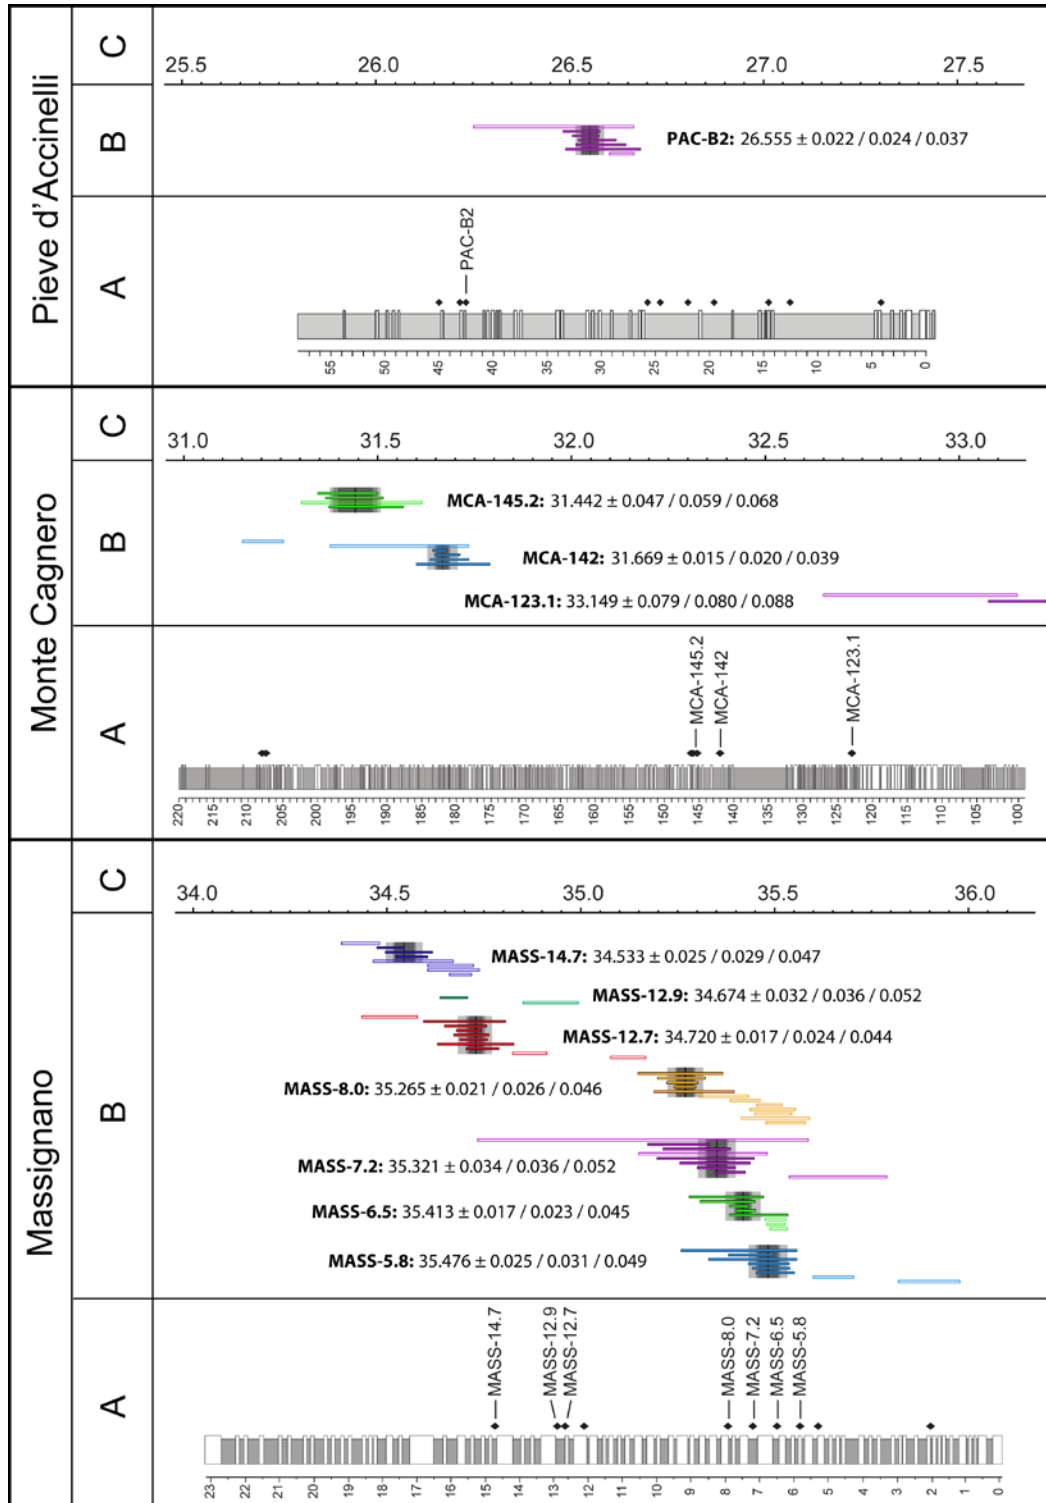 Pieve d'Accinelli
A
B
C
55
50
45
40
35
30
25
20
15
10
5
0
PAC-B2
PAC-B2: 26.555 ± 0.022 / 0.024 / 0.037
25.5 26.0 26.5 27.0 27.5
Monte Cagnero
A
B
C
220
215
210
205
200
195
190
185
180
175
170
165
160
155
150
145
140
135
130
125
120
115
110
105
100
MCA-145.2
MCA-142
MCA-123.1
MCA-145.2: 31.442 ± 0.047 / 0.059 / 0.068
MCA-142: 31.669 ± 0.015 / 0.020 / 0.039
MCA-123.1: 33.149 ± 0.079 / 0.080 / 0.088
31.0 31.5 32.0 32.5 33.0
Massignano
A
B
C
23
22
21
20
19
18
17
16
15
14
13
12
11
10
9
8
7
6
5
4
3
2
1
0
MASS-14.7
MASS-12.9
MASS-12.7
MASS-8.0
MASS-7.2
MASS-6.5
MASS-5.8
MASS-14.7: 34.533 ± 0.025 / 0.029 / 0.047
MASS-12.9: 34.674 ± 0.032 / 0.036 / 0.052
MASS-12.7: 34.720 ± 0.017 / 0.024 / 0.044
MASS-8.0: 35.265 ± 0.021 / 0.026 / 0.046
MASS-7.2: 35.321 ± 0.034 / 0.036 / 0.052
MASS-6.5: 35.413 ± 0.017 / 0.023 / 0.045
MASS-5.8: 35.476 ± 0.025 / 0.031 / 0.049
34.0 34.5 35.0 35.5 36.0